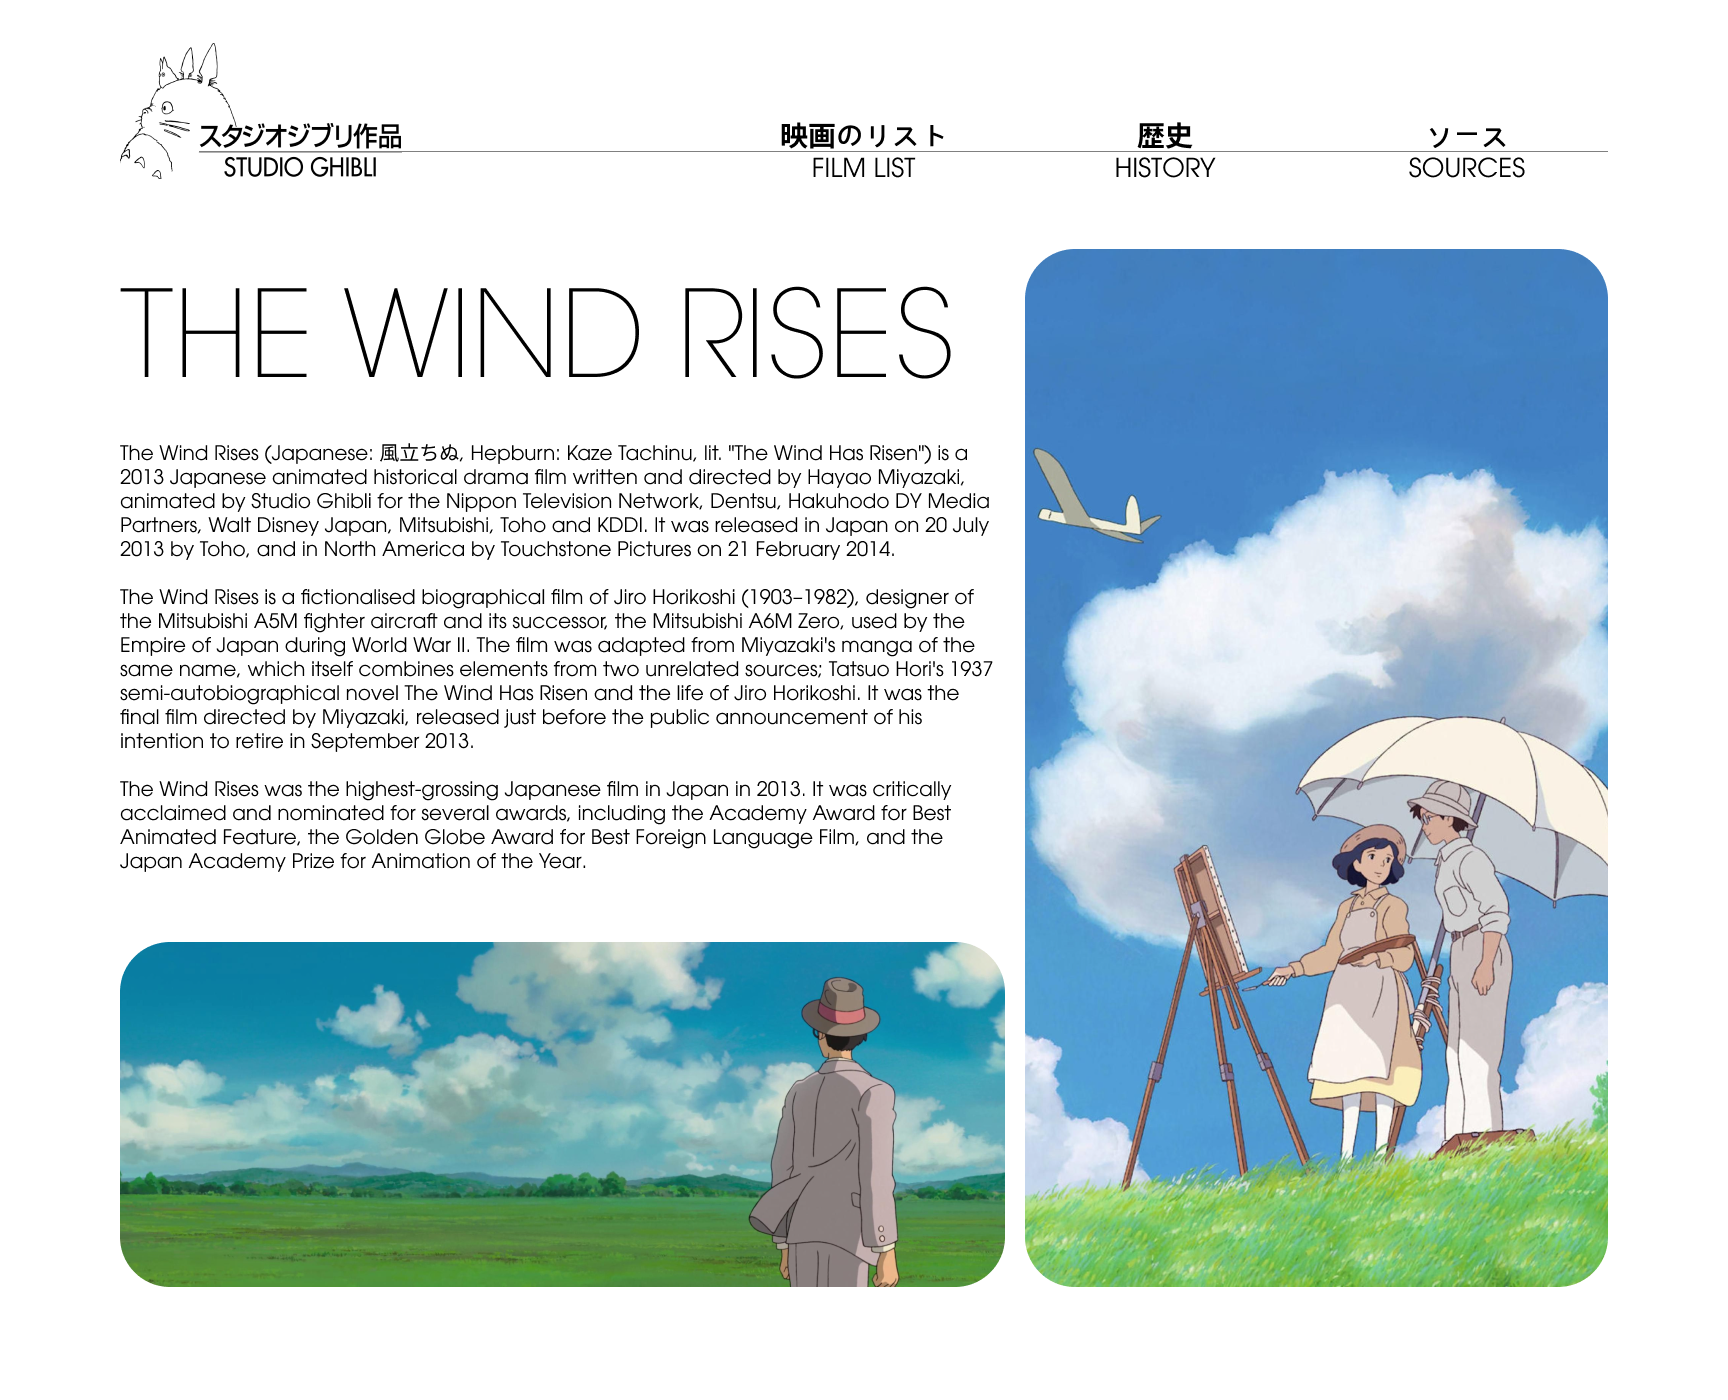 スタジオジブリ作品
STUDIO GHIBLI
映画のリスト
FILM LIST
歴史
HISTORY
ソース
SOURCES
THE WIND RISES
The Wind Rises (Japanese: 風立ちぬ, Hepburn: Kaze Tachinu, lit. "The Wind Has Risen") is a
2013 Japanese animated historical drama film written and directed by Hayao Miyazaki,
animated by Studio Ghibli for the Nippon Television Network, Dentsu, Hakuhodo DY Media
Partners, Walt Disney Japan, Mitsubishi, Toho and KDDI. It was released in Japan on 20 July
2013 by Toho, and in North America by Touchstone Pictures on 21 February 2014.
The Wind Rises is a fictionalised biographical film of Jiro Horikoshi (1903–1982), designer of
the Mitsubishi A5M fighter aircraft and its successor, the Mitsubishi A6M Zero, used by the
Empire of Japan during World War II. The film was adapted from Miyazaki's manga of the
same name, which itself combines elements from two unrelated sources; Tatsuo Hori's 1937
semi-autobiographical novel The Wind Has Risen and the life of Jiro Horikoshi. It was the
final film directed by Miyazaki, released just before the public announcement of his
intention to retire in September 2013.
The Wind Rises was the highest-grossing Japanese film in Japan in 2013. It was critically
acclaimed and nominated for several awards, including the Academy Award for Best
Animated Feature, the Golden Globe Award for Best Foreign Language Film, and the
Japan Academy Prize for Animation of the Year.